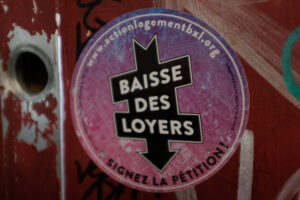 www.actionlogementbxl.org
BAISSE
DES
LOYERS
SIGNEZ LA PÉTITION!